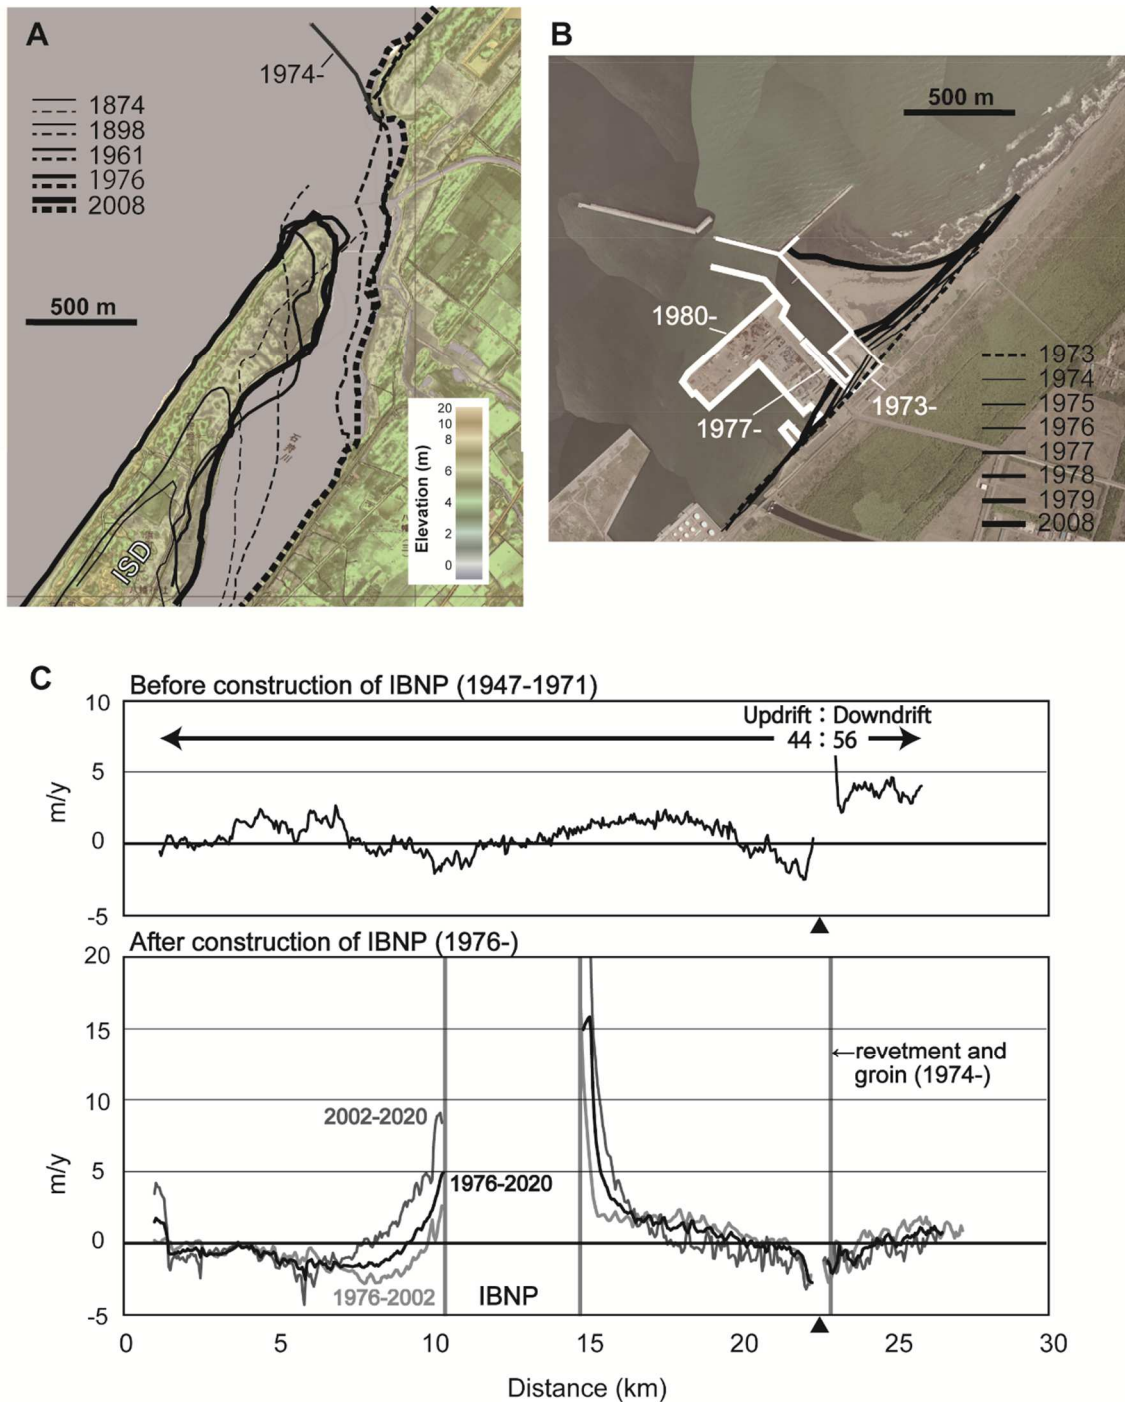 A
1974-
1874
1898
1961
1976
2008
500 m
石狩川
ISD
Elevation (m)
20
10
8
6
4
2
0
B
500 m
1980-
1977-
1973-
1973
1974
1975
1976
1977
1978
1979
2008
C
Before construction of IBNP (1947-1971)
10
5
0
-5
m/y
Updrift : Downdrift
44 : 56
After construction of IBNP (1976-)
20
15
10
5
0
-5
m/y
2002-2020
1976-2020
1976-2002
IBNP
←revetment and
groin (1974-)
0 5 10 15 20 25 30
Distance (km)